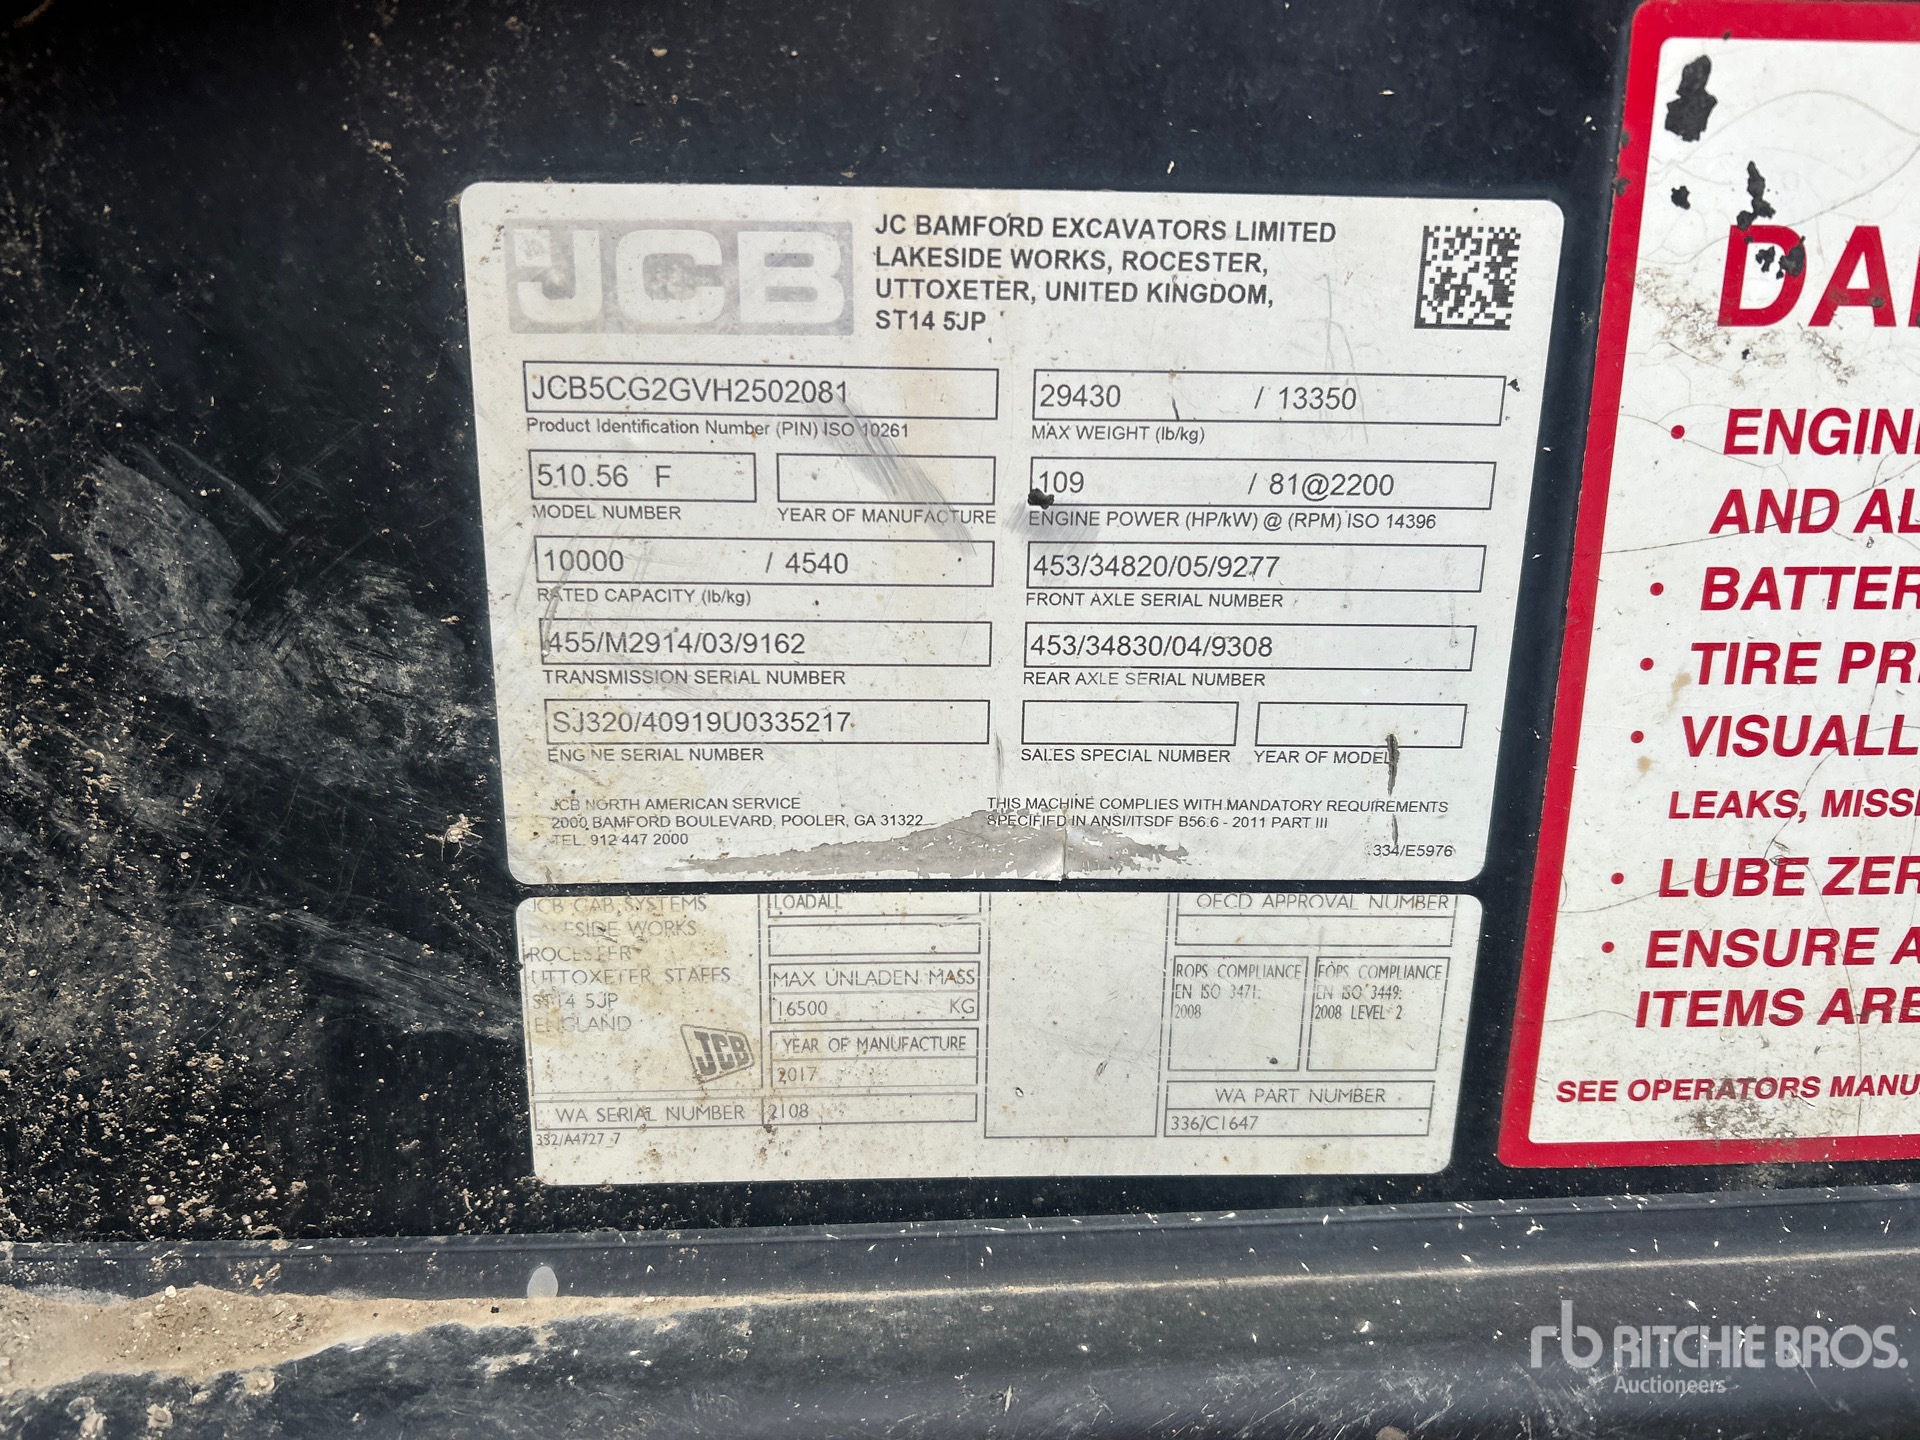 JCB
JC BAMFORD EXCAVATORS LIMITED
LAKESIDE WORKS, ROCESTER,
UTTOXETER, UNITED KINGDOM,
ST14 5JP
JCB5CG2GVH2502081
Product Identification Number (PIN) ISO 10261
510.56 F
MODEL NUMBER
YEAR OF MANUFACTURE
10000 / 4540
RATED CAPACITY (lb/kg)
455/M2914/03/9162
TRANSMISSION SERIAL NUMBER
SJ320/40919U0335217
ENGINE SERIAL NUMBER
29430 / 13350
MAX WEIGHT (lb/kg)
109 / 81@2200
ENGINE POWER (HP/kW) @ (RPM) ISO 14396
453/34820/05/9277
FRONT AXLE SERIAL NUMBER
453/34830/04/9308
REAR AXLE SERIAL NUMBER
SALES SPECIAL NUMBER
YEAR OF MODEL
JCB NORTH AMERICAN SERVICE
2000 BAMFORD BOULEVARD, POOLER, GA 31322
TEL. 912 447 2000
THIS MACHINE COMPLIES WITH MANDATORY REQUIREMENTS
SPECIFIED IN ANSI/ITSDF B56.6 - 2011 PART III
334/E5976
JCB CAB SYSTEMS
LAKESIDE WORKS
ROCESTER
UTTOXETER, STAFFS
ST14 5JP
ENGLAND
JCB
WA SERIAL NUMBER
2108
332/A4727_7
LOADALL
MAX UNLADEN MASS
16500 KG
YEAR OF MANUFACTURE
2017
OECD APPROVAL NUMBER
ROPS COMPLIANCE
EN ISO 3471:
2008
FOPS COMPLIANCE
EN ISO 3449:
2008 LEVEL 2
WA PART NUMBER
336/C1647
DA
• ENGIN
AND AL
• BATTER
• TIRE PR
• VISUALL
LEAKS, MISS
• LUBE ZER
• ENSURE A
ITEMS ARE
SEE OPERATORS MANU
rb RITCHIE BROS.
Auctioneers